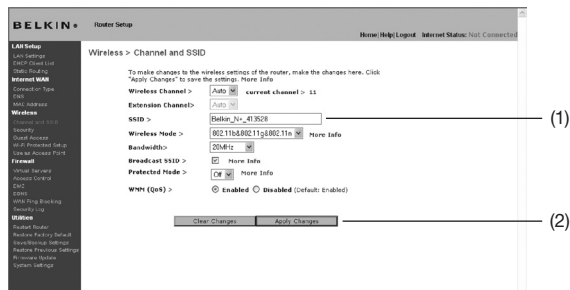 BELKIN
Router Setup
Home|Help|Logout Internet Status: Not Connected
LAN Setup
LAN Settings
DHCP Client List
Static Routing
Internet WAN
Connection Type
DNS
MAC Address
Wireless
Channel and SSID
Security
Guest Access
Wi-Fi Protected Setup
Use as Access Point
Firewall
Virtual Servers
Access Control
DMZ
DDNS
WAN Ping Blocking
Security Log
Utilities
Restart Router
Restore Factory Default
Save/Backup Settings
Restore Previous Settings
Firmware Update
System Settings
Wireless > Channel and SSID
To make changes to the wireless settings of the router, make the changes here. Click
"Apply Changes" to save the settings. More Info
Wireless Channel > Auto current channel > 11
Extension Channel> Auto
SSID > Belkin_N+_413528
Wireless Mode > 802.11b&802.11g&802.11n More Info
Bandwidth> 20MHz
Broadcast SSID > More Info
Protected Mode > Off More Info
WMM (QoS) > Enabled Disabled (Default: Enabled)
Clear Changes Apply Changes
(1)
(2)